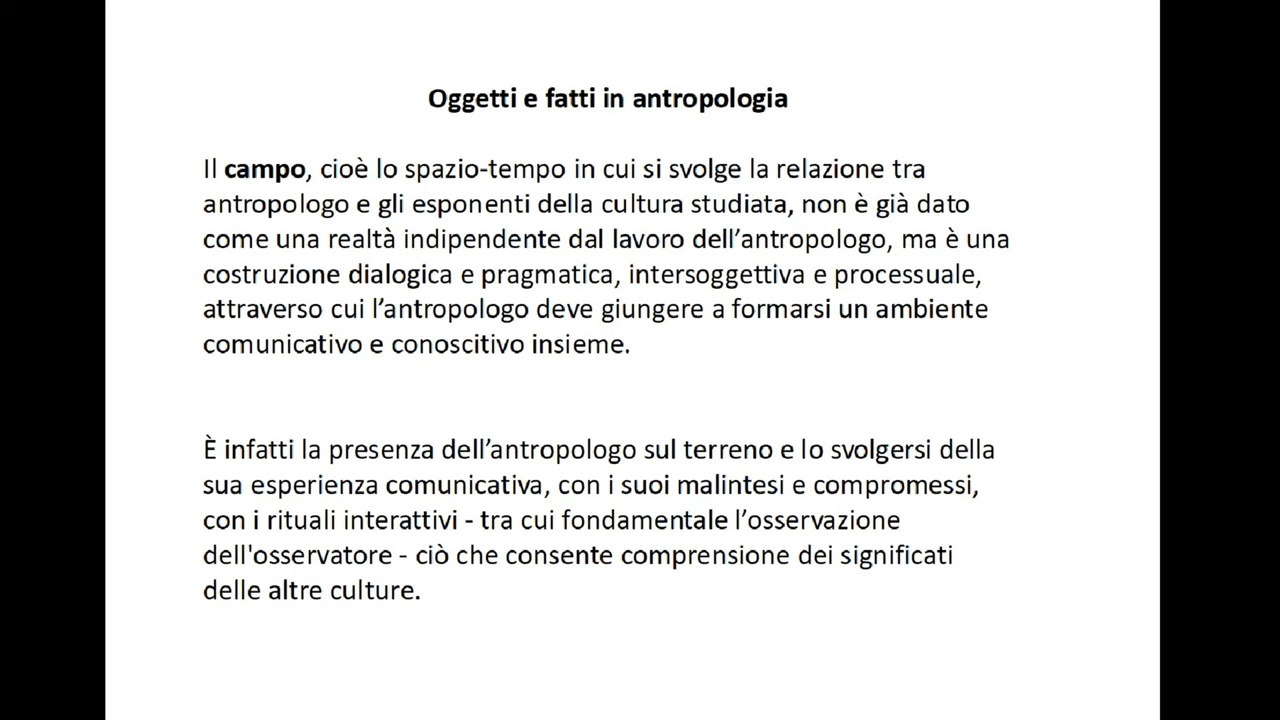 Oggetti e fatti in antropologia
Il campo, cioè lo spazio-tempo in cui si svolge la relazione tra
antropologo e gli esponenti della cultura studiata, non è già dato
come una realtà indipendente dal lavoro dell’antropologo, ma è una
costruzione dialogica e pragmatica, intersoggettiva e processuale,
attraverso cui l’antropologo deve giungere a formarsi un ambiente
comunicativo e conoscitivo insieme.
È infatti la presenza dell’antropologo sul terreno e lo svolgersi della
sua esperienza comunicativa, con i suoi malintesi e compromessi,
con i rituali interattivi - tra cui fondamentale l’osservazione
dell'osservatore - ciò che consente comprensione dei significati
delle altre culture.